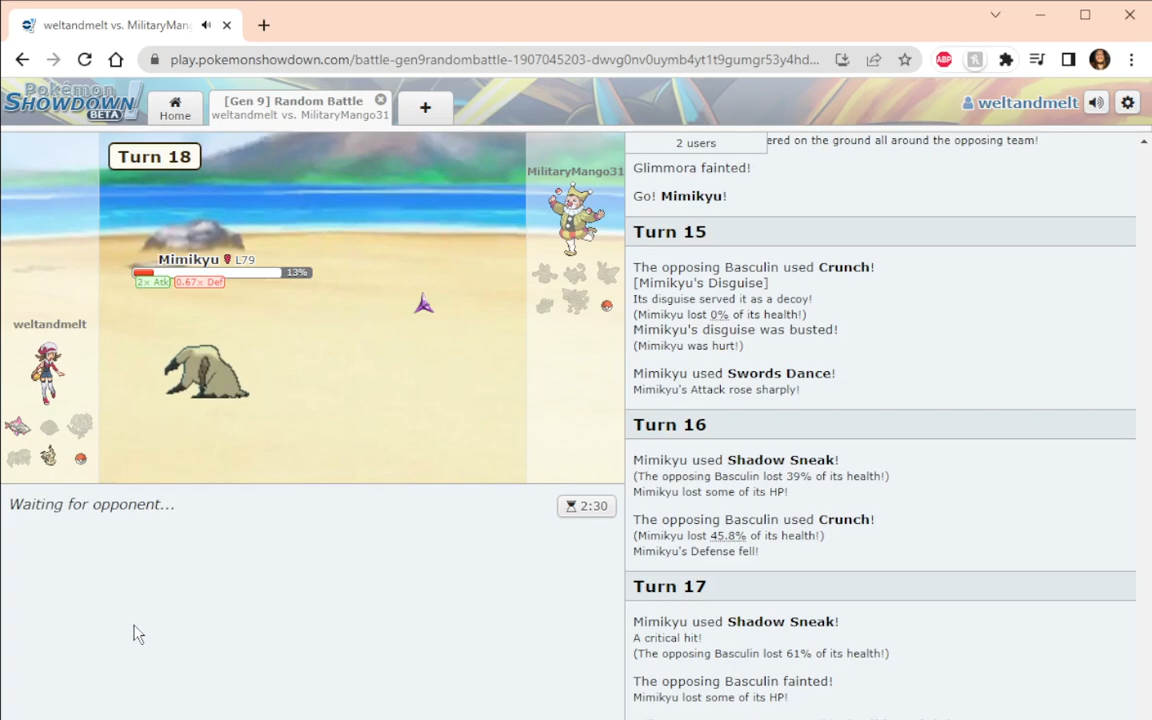 weltandmelt vs. MilitaryMang
play.pokemonshowdown.com/battle-gen9randombattle-1907045203-dwvg0nv0uymb4yt1t9gumgr53y4hd...
ABP
Pokémon
SHOWDOWN
BETA
Home
[Gen 9] Random Battle
weltandmelt vs. MilitaryMango31
+
weltandmelt
Turn 18
MilitaryMango31
Mimikyu L79
13%
2× Atk 0.67× Def
weltandmelt
Waiting for opponent...
2:30
2 users
ered on the ground all around the opposing team!
Glimmora fainted!
Go! Mimikyu!
Turn 15
The opposing Basculin used Crunch!
[Mimikyu's Disguise]
Its disguise served it as a decoy!
(Mimikyu lost 0% of its health!)
Mimikyu's disguise was busted!
(Mimikyu was hurt!)
Mimikyu used Swords Dance!
Mimikyu's Attack rose sharply!
Turn 16
Mimikyu used Shadow Sneak!
(The opposing Basculin lost 39% of its health!)
Mimikyu lost some of its HP!
The opposing Basculin used Crunch!
(Mimikyu lost 45.8% of its health!)
Mimikyu's Defense fell!
Turn 17
Mimikyu used Shadow Sneak!
A critical hit!
(The opposing Basculin lost 61% of its health!)
The opposing Basculin fainted!
Mimikyu lost some of its HP!